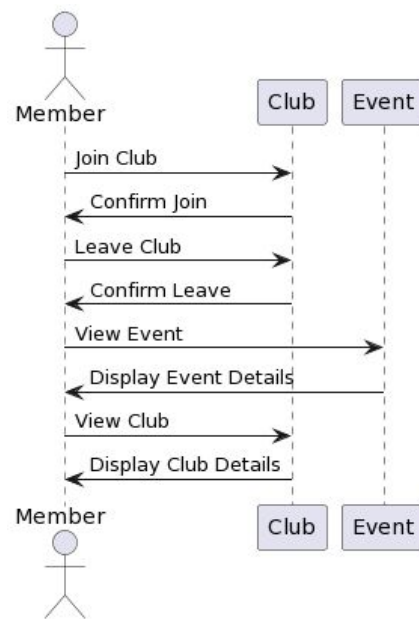 Member
Club
Event
Join Club
Confirm Join
Leave Club
Confirm Leave
View Event
Display Event Details
View Club
Display Club Details
Member
Club
Event